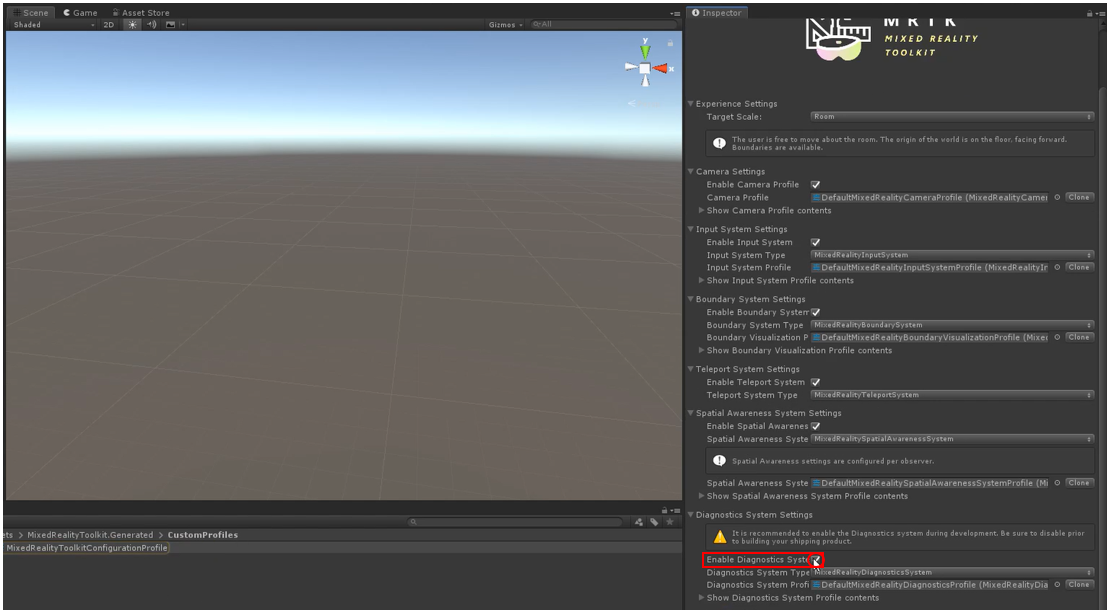 Scene
Game
Asset Store
Shaded
2D
Gizmos
All
ets > MixedRealityToolkit.Generated > CustomProfiles
MixedRealityToolkitConfigurationProfile
Inspector
MRTK
MIXED REALITY
TOOLKIT
Experience Settings
Target Scale: Room
The user is free to move about the room. The origin of the world is on the floor, facing forward.
Boundaries are available.
Camera Settings
Enable Camera Profile
Camera Profile DefaultMixedRealityCameraProfile (MixedRealityCamer Clone
Show Camera Profile contents
Input System Settings
Enable Input System
Input System Type MixedRealityInputSystem
Input System Profile DefaultMixedRealityInputSystemProfile (MixedRealityIr Clone
Show Input System Profile contents
Boundary System Settings
Enable Boundary System
Boundary System Type MixedRealityBoundarySystem
Boundary Visualization P DefaultMixedRealityBoundaryVisualizationProfile (Mixec Clone
Show Boundary Visualization Profile contents
Teleport System Settings
Enable Teleport System
Teleport System Type MixedRealityTeleportSystem
Spatial Awareness System Settings
Enable Spatial Awarenes
Spatial Awareness Syste MixedRealitySpatialAwarenessSystem
Spatial Awareness settings are configured per observer.
Spatial Awareness Syste DefaultMixedRealitySpatialAwarenessSystemProfile (Mi Clone
Show Spatial Awareness System Profile contents
Diagnostics System Settings
It is recommended to enable the Diagnostics system during development. Be sure to disable prior
to building your shipping product.
Enable Diagnostics Syste
Diagnostics System Type MixedRealityDiagnosticsSystem
Diagnostics System Profi DefaultMixedRealityDiagnosticsProfile (MixedRealityDia Clone
Show Diagnostics System Profile contents